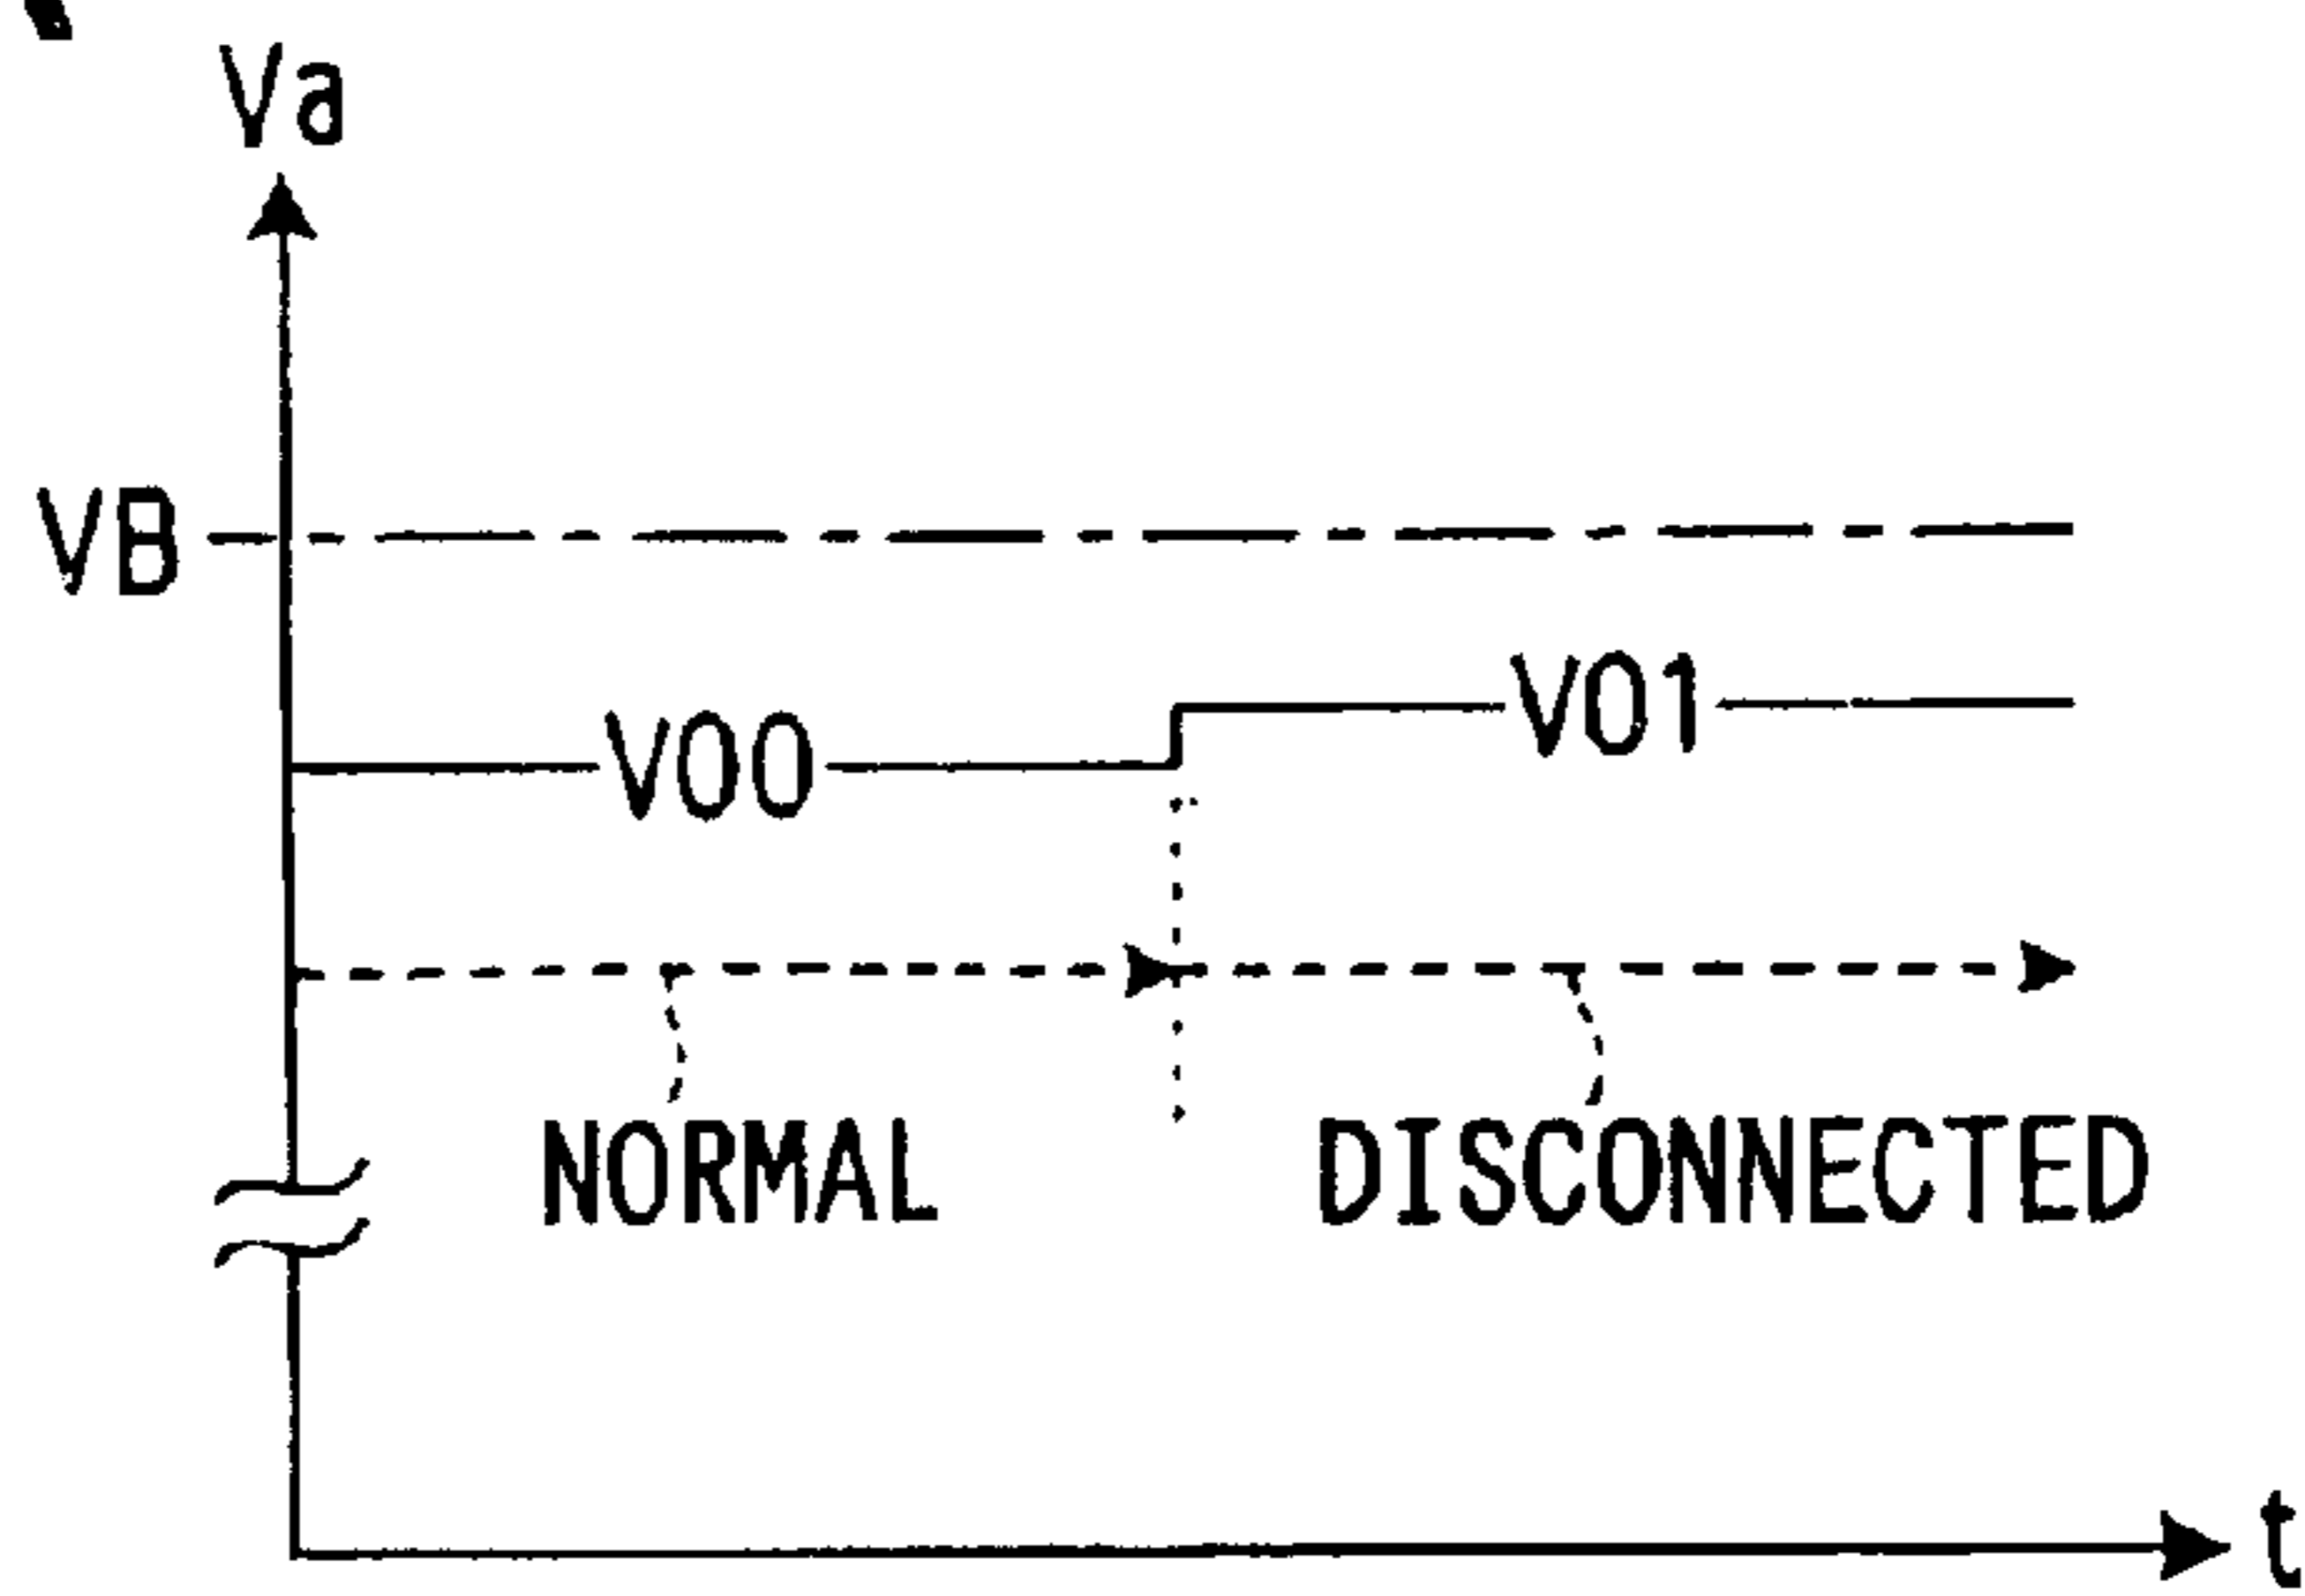 Va
VB
V01
V00
NORMAL
DISCONNECTED
t